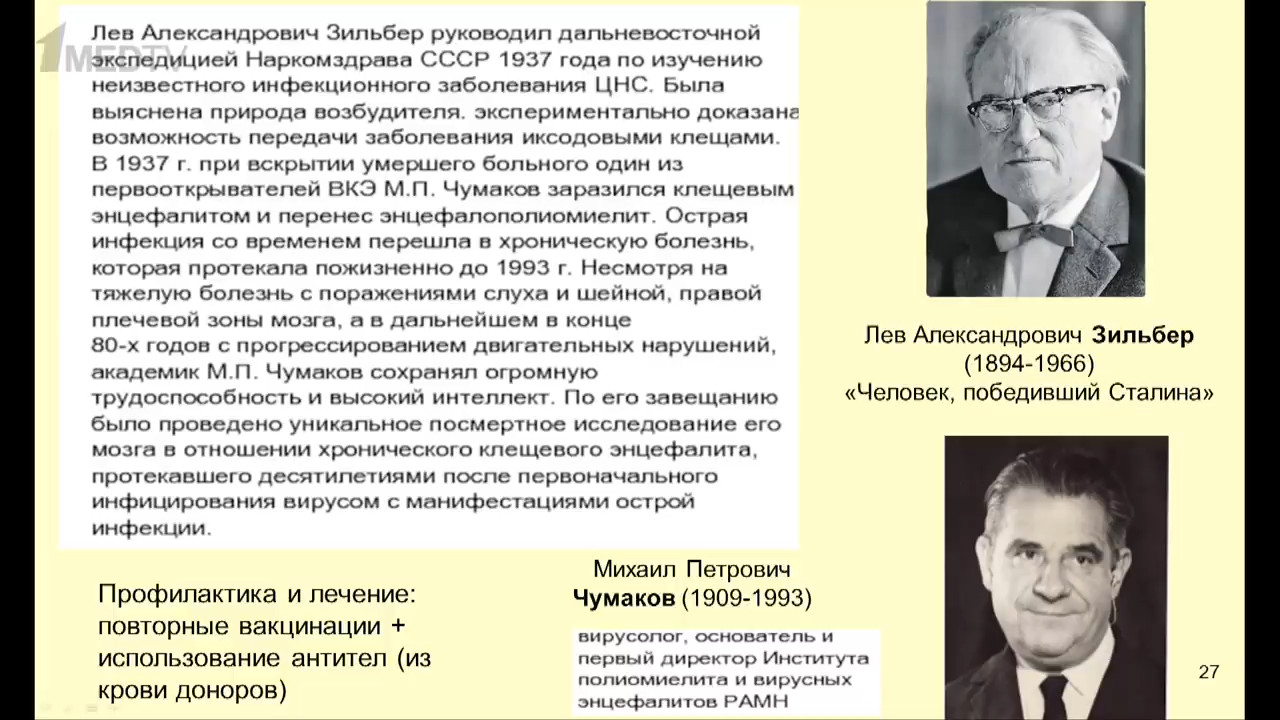 1MEDTV
Лев Александрович Зильбер руководил дальневосточной
экспедицией Наркомздрава СССР 1937 года по изучению
неизвестного инфекционного заболевания ЦНС. Была
выяснена природа возбудителя. экспериментально доказана
возможность передачи заболевания иксодовыми клещами.
В 1937 г. при вскрытии умершего больного один из
первооткрывателей ВКЭ М.П. Чумаков заразился клещевым
энцефалитом и перенес энцефалополиомиелит. Острая
инфекция со временем перешла в хроническую болезнь,
которая протекала пожизненно до 1993 г. Несмотря на
тяжелую болезнь с поражениями слуха и шейной, правой
плечевой зоны мозга, а в дальнейшем в конце
80-х годов с прогрессированием двигательных нарушений,
академик М.П. Чумаков сохранял огромную
трудоспособность и высокий интеллект. По его завещанию
было проведено уникальное посмертное исследование его
мозга в отношении хронического клещевого энцефалита,
протекавшего десятилетиями после первоначального
инфицирования вирусом с манифестациями острой
инфекции.
Лев Александрович Зильбер
(1894-1966)
«Человек, победивший Сталина»
Профилактика и лечение:
повторные вакцинации +
использование антител (из
крови доноров)
Михаил Петрович
Чумаков (1909-1993)
вирусолог, основатель и
первый директор Института
полиомиелита и вирусных
энцефалитов РАМН
27